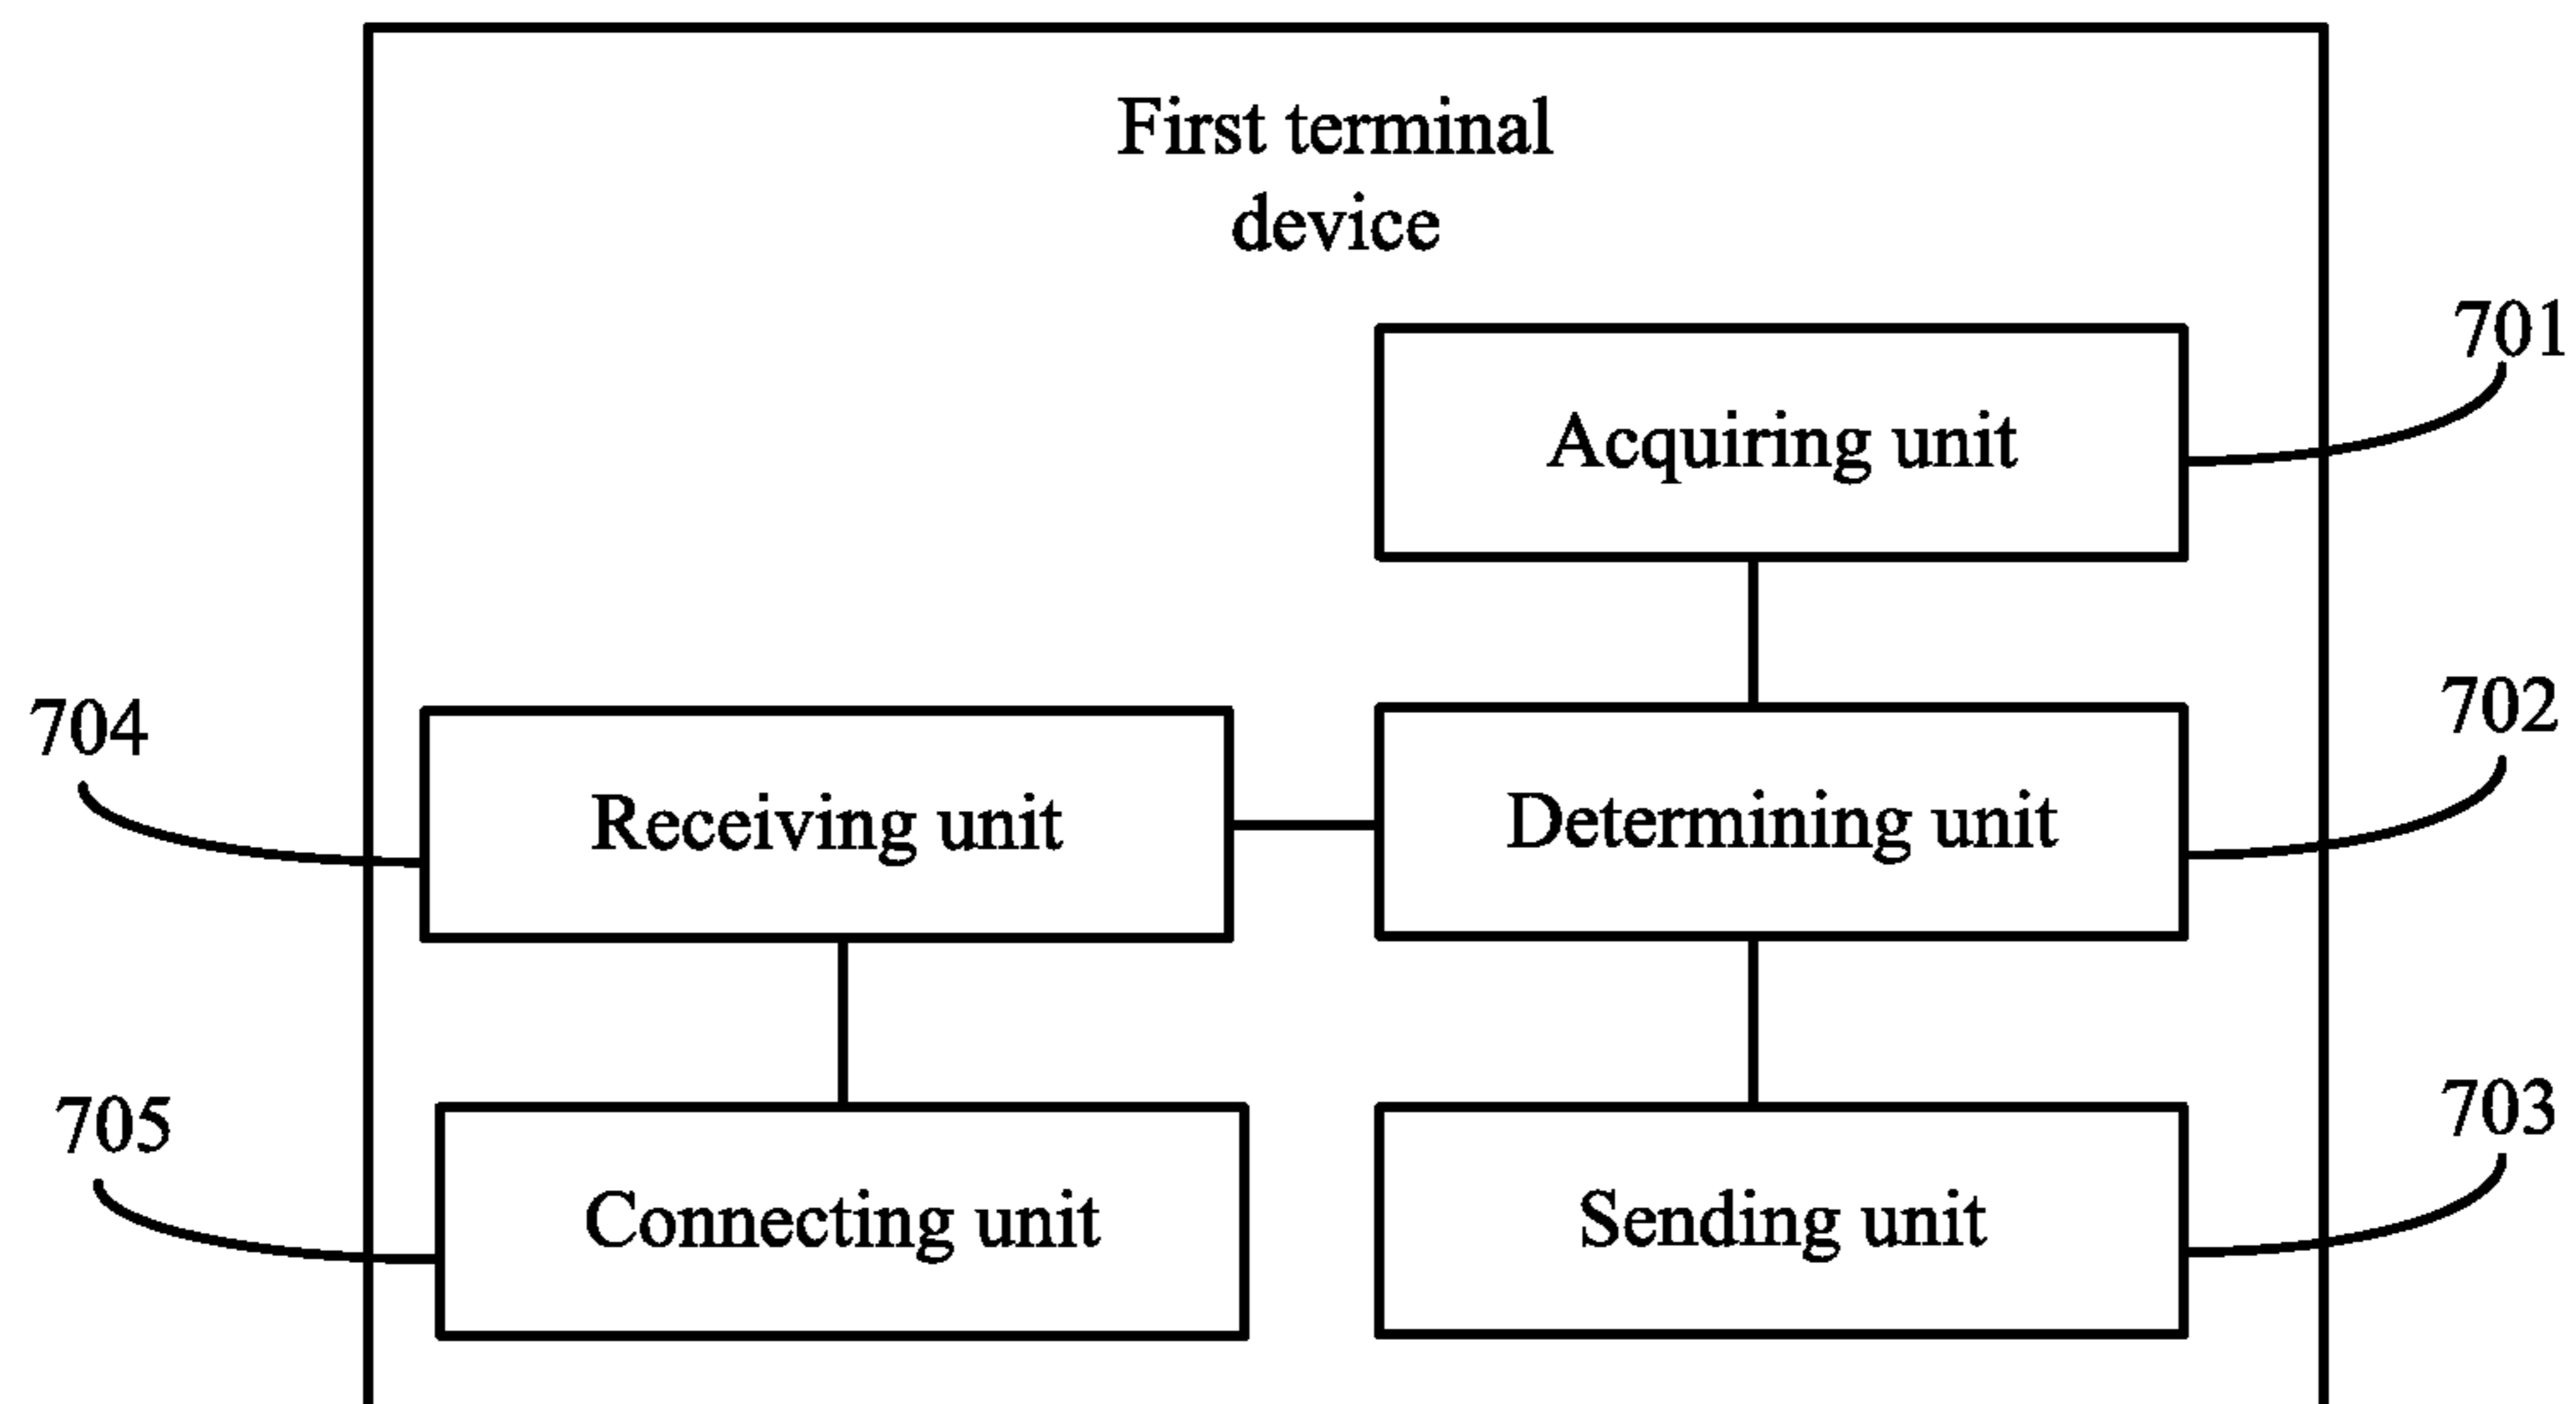 First terminal
device
701
Acquiring unit
704
702
Receiving unit
Determining unit
705
703
Connecting unit
Sending unit